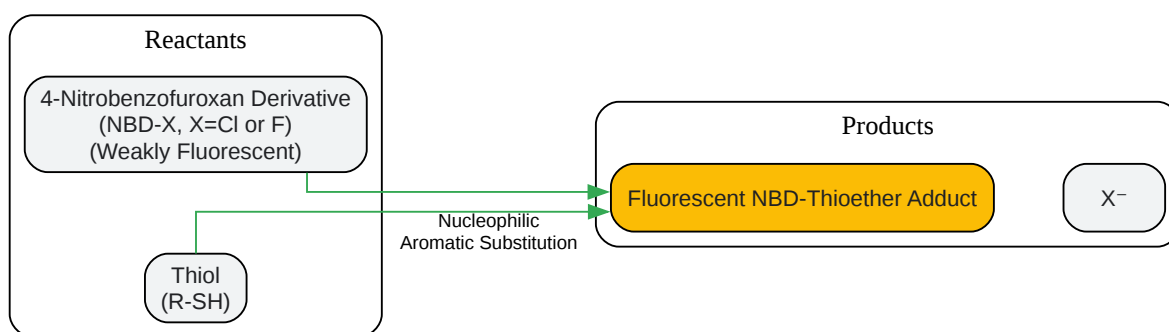 Reactants
4-Nitrobenzofuroxan Derivative
(NBD-X, X=Cl or F)
(Weakly Fluorescent)
Thiol
(R-SH)
Nucleophilic
Aromatic Substitution
Products
Fluorescent NBD-Thioether Adduct
X⁻